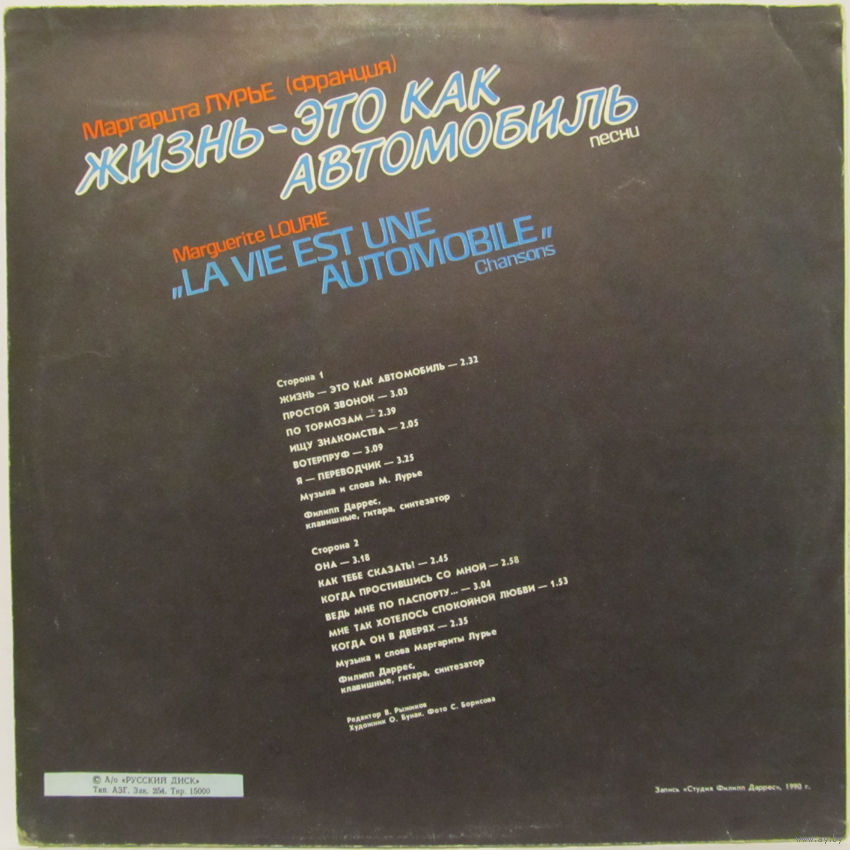 Маргарита ЛУРЬЕ (Франция)
ЖИЗНЬ - ЭТО КАК
АВТОМОБИЛЬ
песни
Marguerite LOURIE
„LA VIE EST UNE
AUTOMOBILE„
Chansons
Сторона 1
ЖИЗНЬ — ЭТО КАК АВТОМОБИЛЬ — 2.32
ПРОСТОЙ ЗВОНОК — 3.03
ПО ТОРМОЗАМ — 2.39
ИЩУ ЗНАКОМСТВА — 2.05
ВОТЕРПРУФ — 3.09
Я — ПЕРЕВОДЧИК — 3.25
Музыка и слова М. Лурье
Филипп Даррес,
клавишные, гитара, синтезатор
Сторона 2
ОНА — 3.18
КАК ТЕБЕ СКАЗАТЬ! — 2.45
КОГДА ПРОСТИВШИСЬ СО МНОЙ — 2.58
ВЕДЬ МНЕ ПО ПАСПОРТУ... — 3.04
МНЕ ТАК ХОТЕЛОСЬ СПОКОЙНОЙ ЛЮБВИ — 1.53
КОГДА ОН В ДВЕРЯХ — 2.35
Музыка и слова Маргариты Лурье
Филипп Даррес,
клавишные, гитара, синтезатор
Редактор В. Рыжиков
Художник О. Бунак. Фото С. Борисова
© А/о «РУССКИЙ ДИСК»
Тип. АЗГ. Зак. 254. Тир. 15000
Запись «Студия Филипп Даррес», 1990 г.
www.ay.by